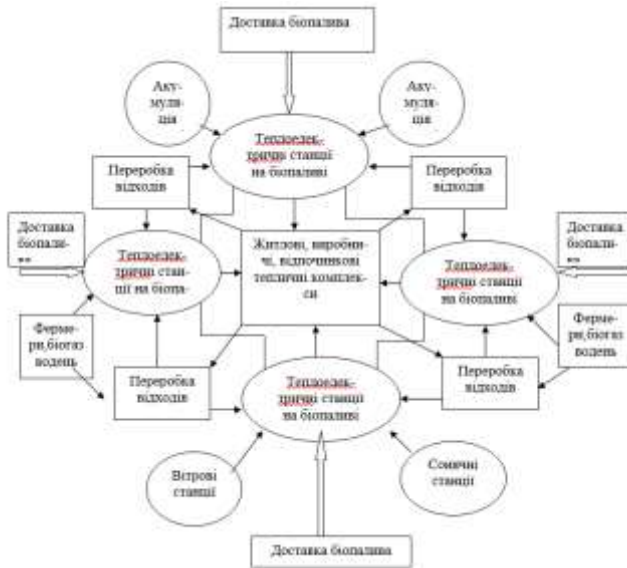 Доставка біопалива
Аку-
муля-
ція
Аку-
муля-
ція
Теплоелек-
тричні станції
на біопаливі
Переробка
відходів
Переробка
відходів
Доставка
біопали-
ва
Теплоелек-
тричні стан-
ції на біопа-
Житлові, виробни-
чі, відпочинкові
тепличні комплек-
си
Теплоелек-
тричні станції
на біопаливі
Доставка
біопали-
ва
Ферме-
ри,біогаз
водень
Переробка
відходів
Теплоелек-
тричні станції
на біопаливі
Переробка
відходів
Ферме-
ри,біогаз
водень
Вітрові
станції
Сонячні
станції
Доставка біопалива